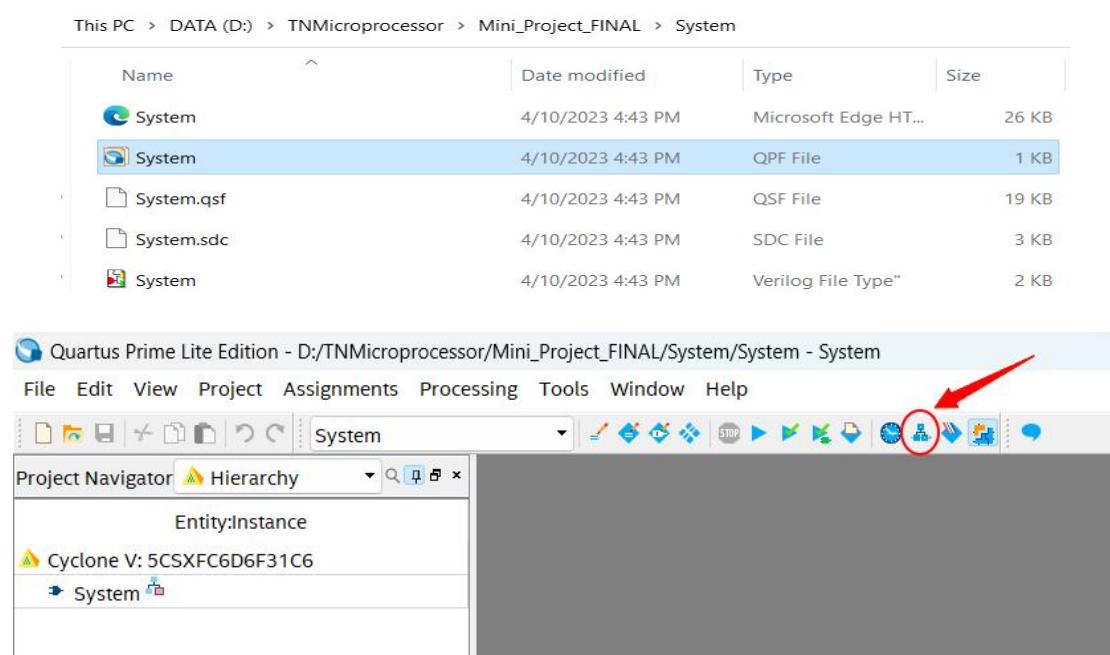 This PC > DATA (D:) > TNMicroprocessor > Mini_Project_FINAL > System
Name Date modified Type Size
System 4/10/2023 4:43 PM Microsoft Edge HT... 26 KB
System 4/10/2023 4:43 PM QPF File 1 KB
System.qsf 4/10/2023 4:43 PM QSF File 19 KB
System.sdc 4/10/2023 4:43 PM SDC File 3 KB
System 4/10/2023 4:43 PM Verilog File Type" 2 KB
Quartus Prime Lite Edition - D:/TNMicroprocessor/Mini_Project_FINAL/System/System - System
File Edit View Project Assignments Processing Tools Window Help
System STOP
Project Navigator Hierarchy
Entity:Instance
Cyclone V: 5CSXFC6D6F31C6
System